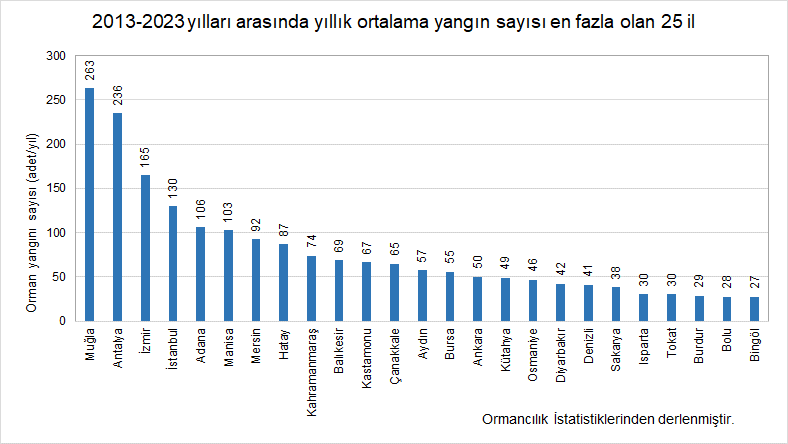 2013-2023 yılları arasında yıllık ortalama yangın sayısı en fazla olan 25 il
Orman yangını sayısı (adet/yıl)
300
250
200
150
100
50
0
263
236
165
130
106
103
92
87
74
69
67
65
57
55
50
49
46
42
41
38
30
30
29
28
27
Muğla
Antalya
İzmir
İstanbul
Adana
Manisa
Mersin
Hatay
Kahramanmaraş
Balıkesir
Kastamonu
Çanakkale
Aydın
Bursa
Ankara
Kütahya
Osmaniye
Diyarbakır
Denizli
Sakarya
Isparta
Tokat
Burdur
Bolu
Bingöl
Ormancılık İstatistiklerinden derlenmiştir.